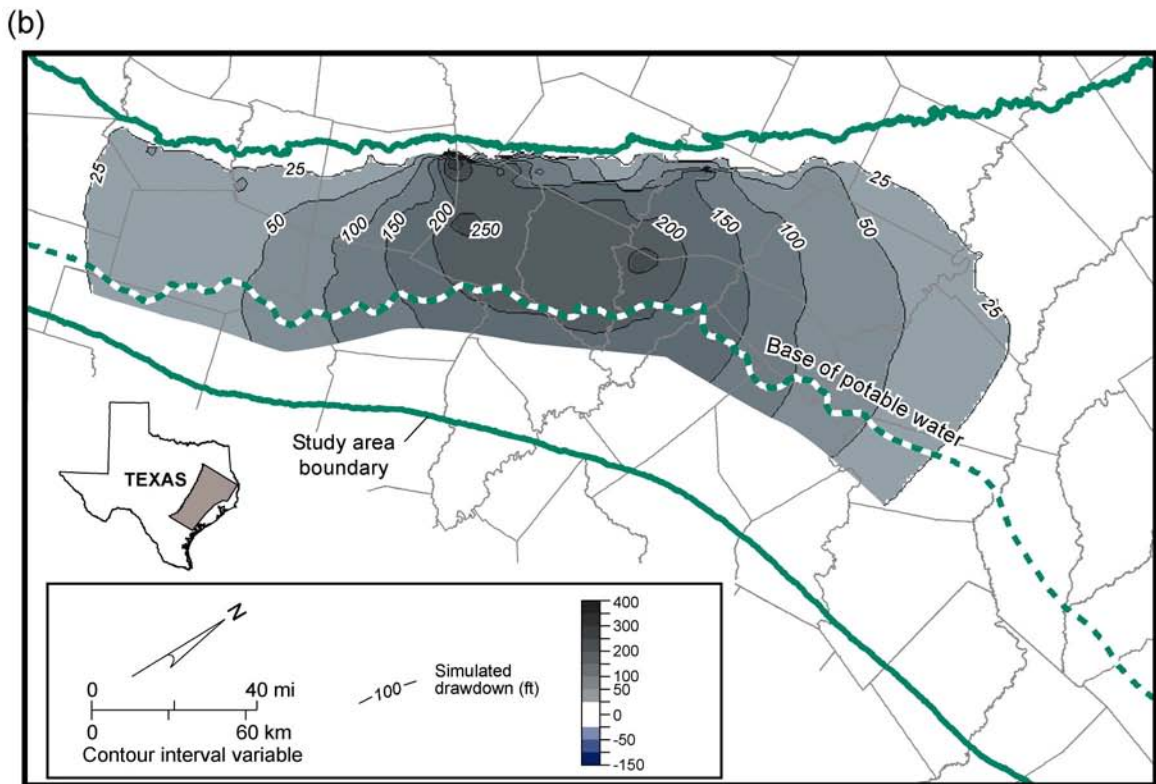 (b)
25
25
50
100
150
200
250
200
150
100
50
25
25
Base of potable water
Study area
boundary
TEXAS
N
0 40 mi
0 60 km
Contour interval variable
100
Simulated
drawdown (ft)
400
300
200
100
50
0
-50
-150